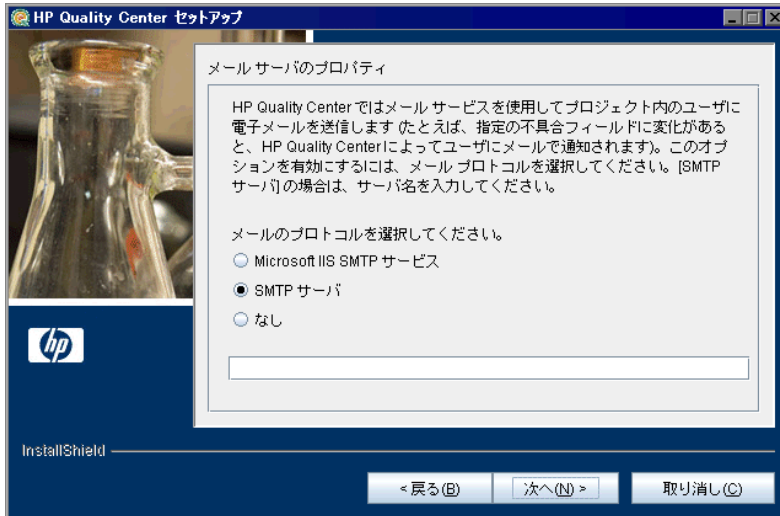 HP Quality Center セットアップ
メール サーバのプロパティ
HP Quality Center ではメール サービスを使用してプロジェクト内のユーザに
電子メールを送信します (たとえば、指定の不具合フィールドに変化がある
と、HP Quality Centerによってユーザにメールで通知されます)。このオプ
ションを有効にするには、メール プロトコルを選択してください。[SMTP
サーバ] の場合は、サーバ名を入力してください。
メールのプロトコルを選択してください。
Microsoft IIS SMTP サービス
SMTP サーバ
なし
hp
InstallShield
< 戻る(B)
次へ(N) >
取り消し(C)